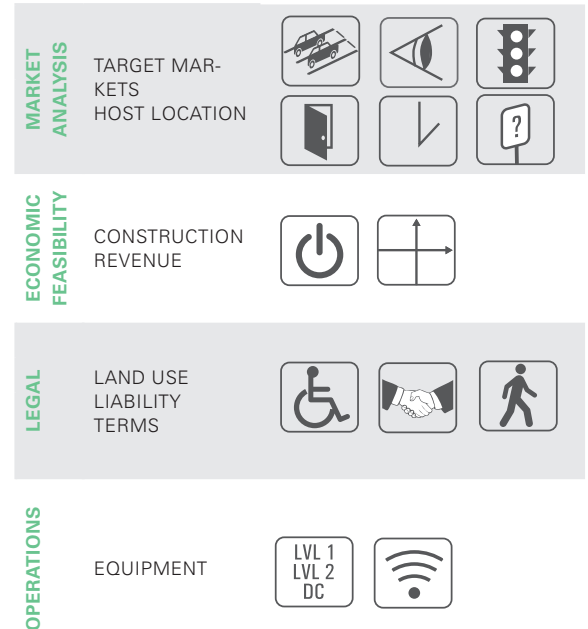 MARKET
ANALYSIS
TARGET MAR-
KETS
HOST LOCATION
?
ECONOMIC
FEASIBILITY
CONSTRUCTION
REVENUE
LEGAL
LAND USE
LIABILITY
TERMS
OPERATIONS
EQUIPMENT
LVL 1
LVL 2
DC